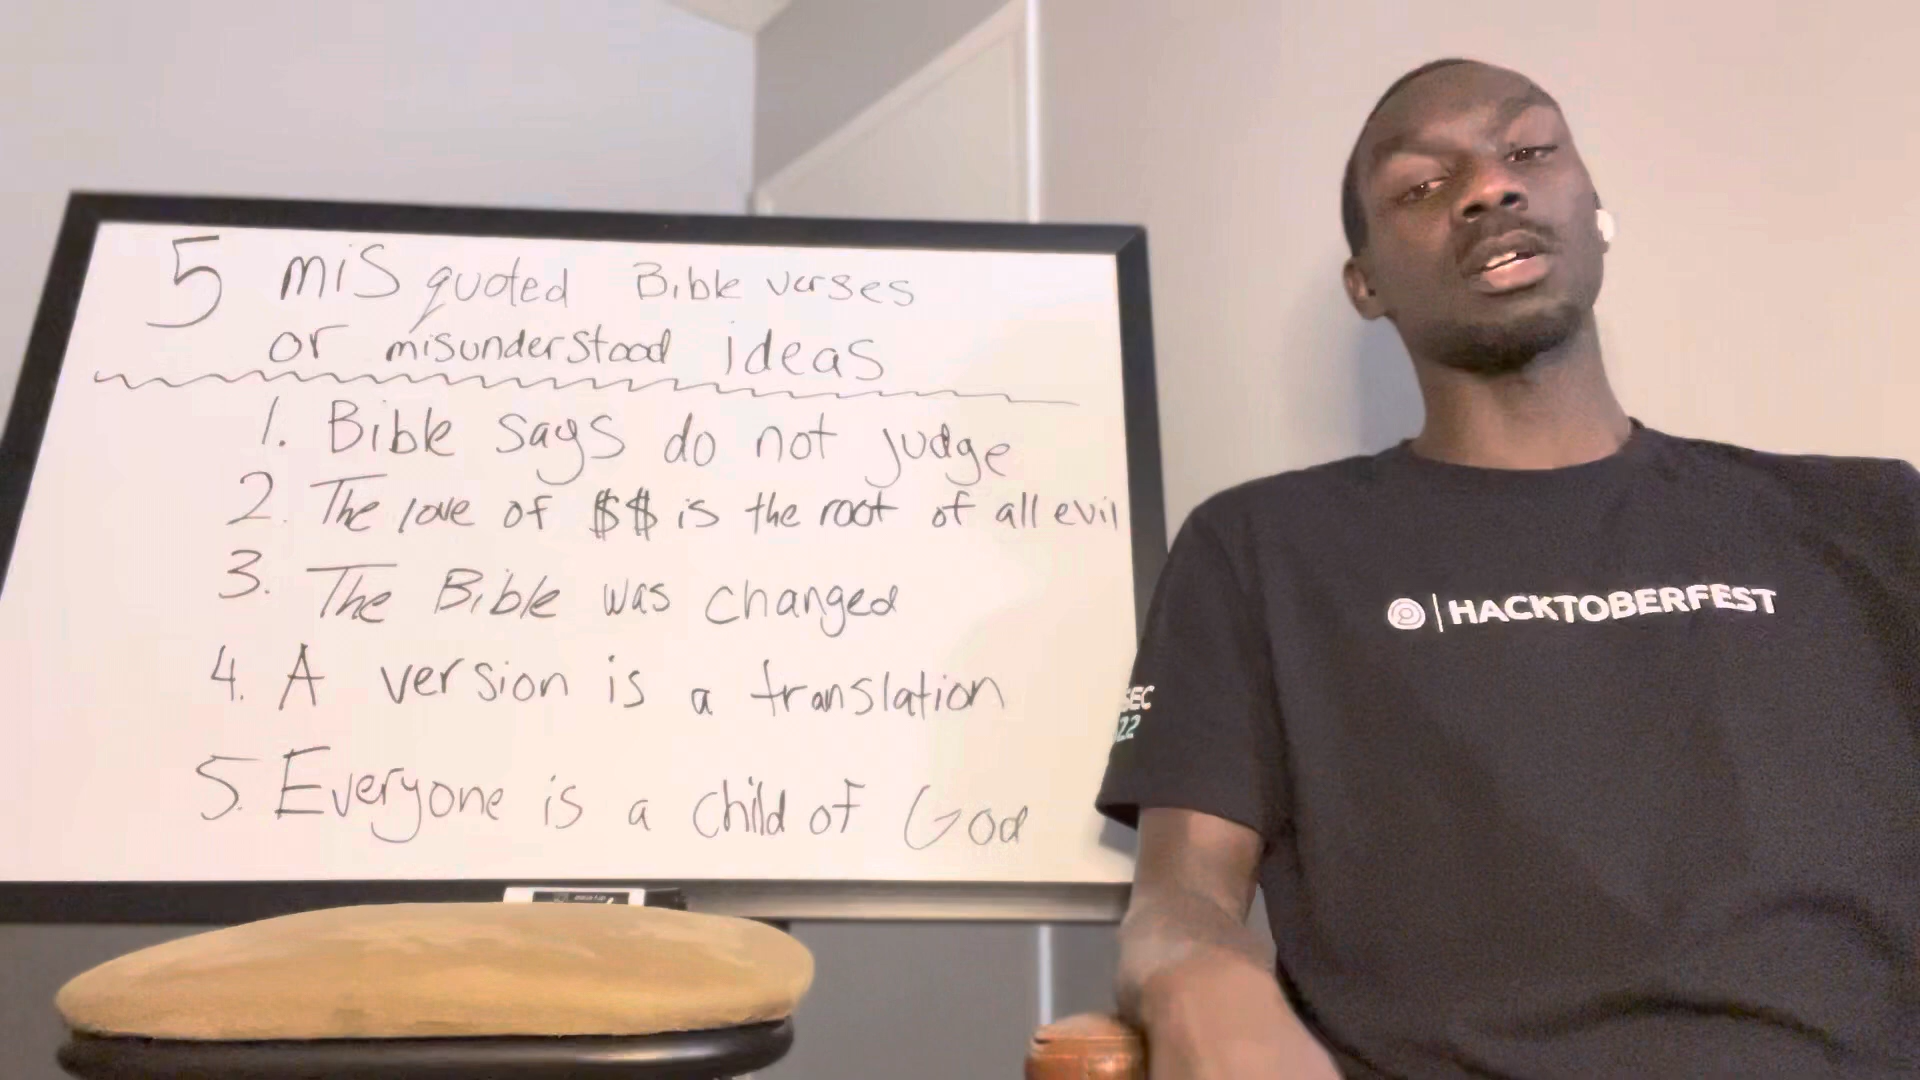 5 misquoted Bible verses
or misunderstood ideas
1. Bible says do not judge
2. The love of $$ is the root of all evil
3. The Bible was changed
4. A version is a translation
5. Everyone is a child of God
| HACKTOBERFEST
SEC
22